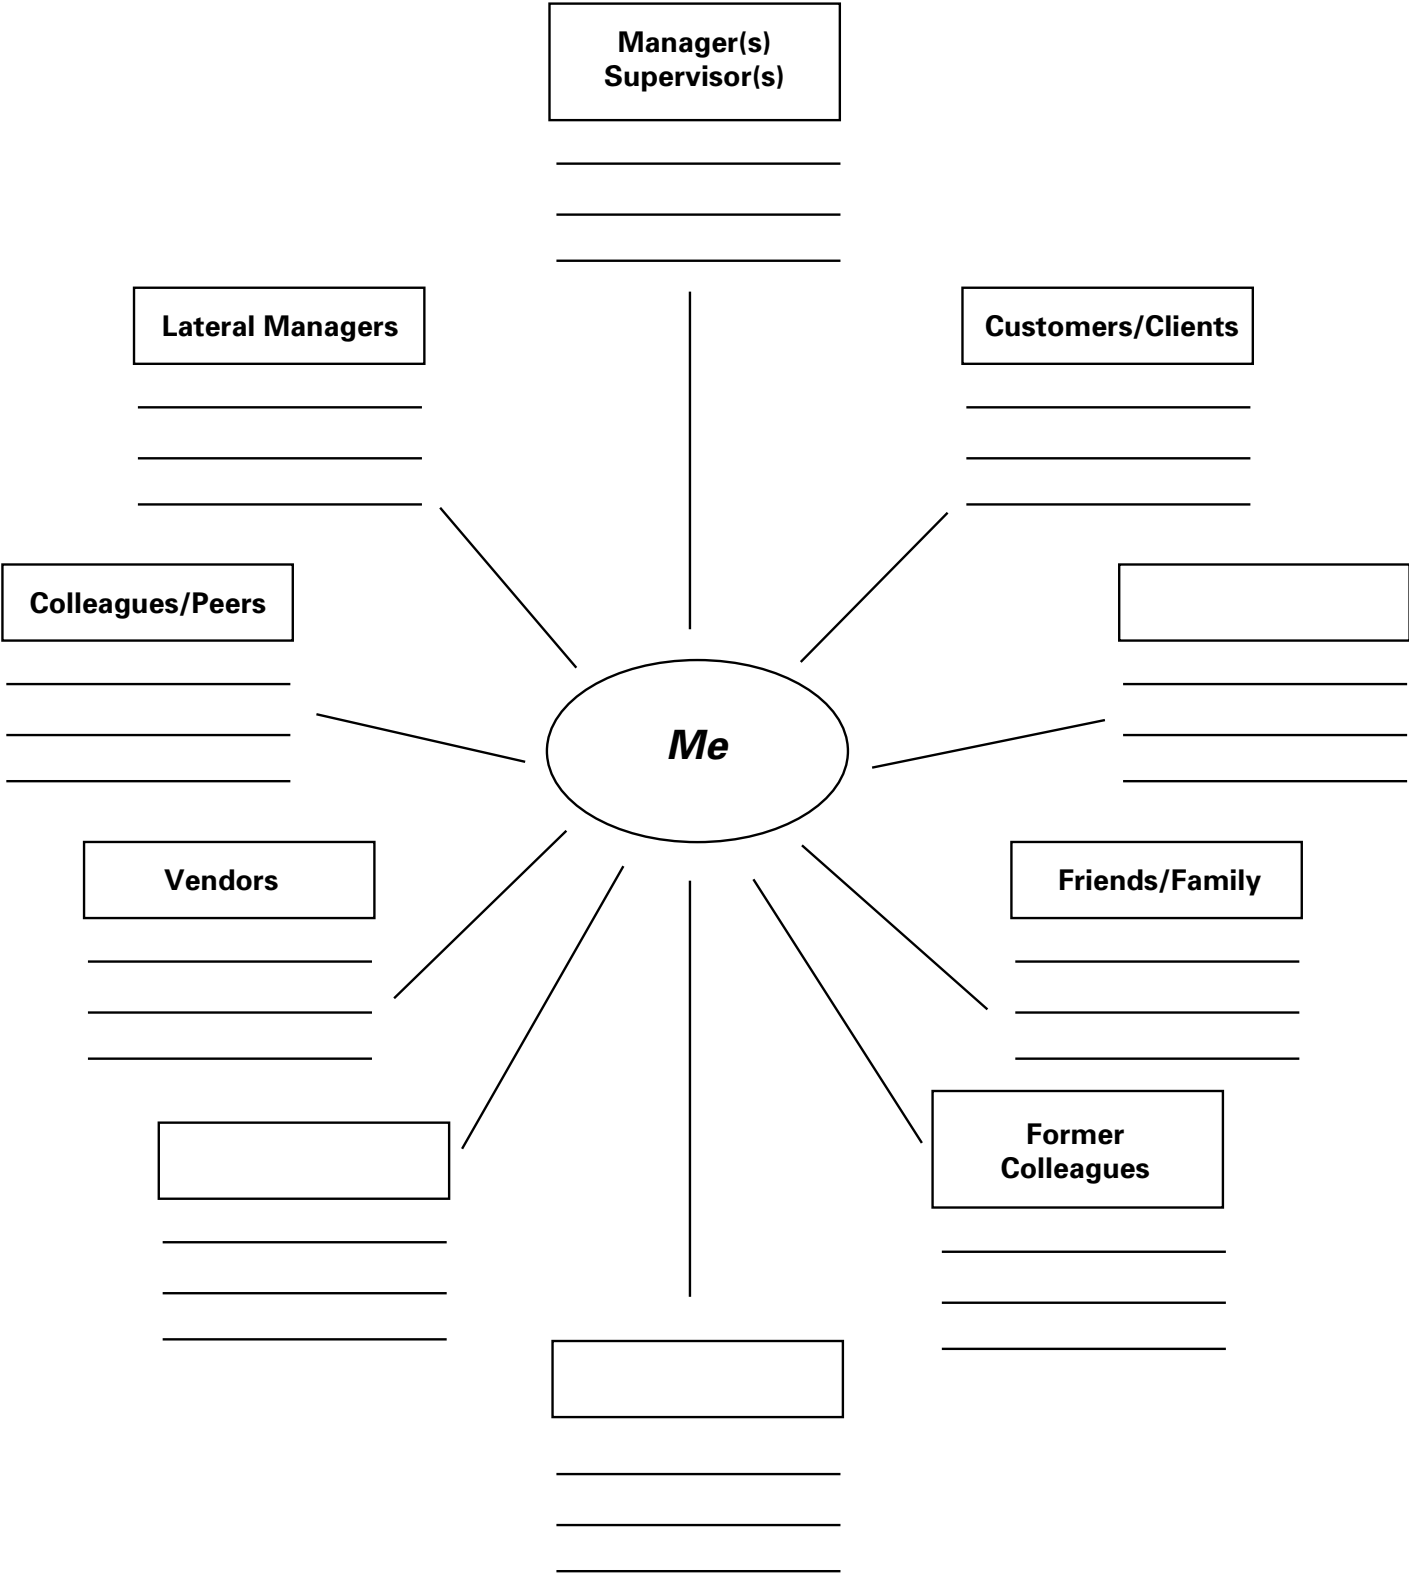 Manager(s)
Supervisor(s)
Lateral Managers
Customers/Clients
Colleagues/Peers
Me
Vendors
Friends/Family
Former
Colleagues